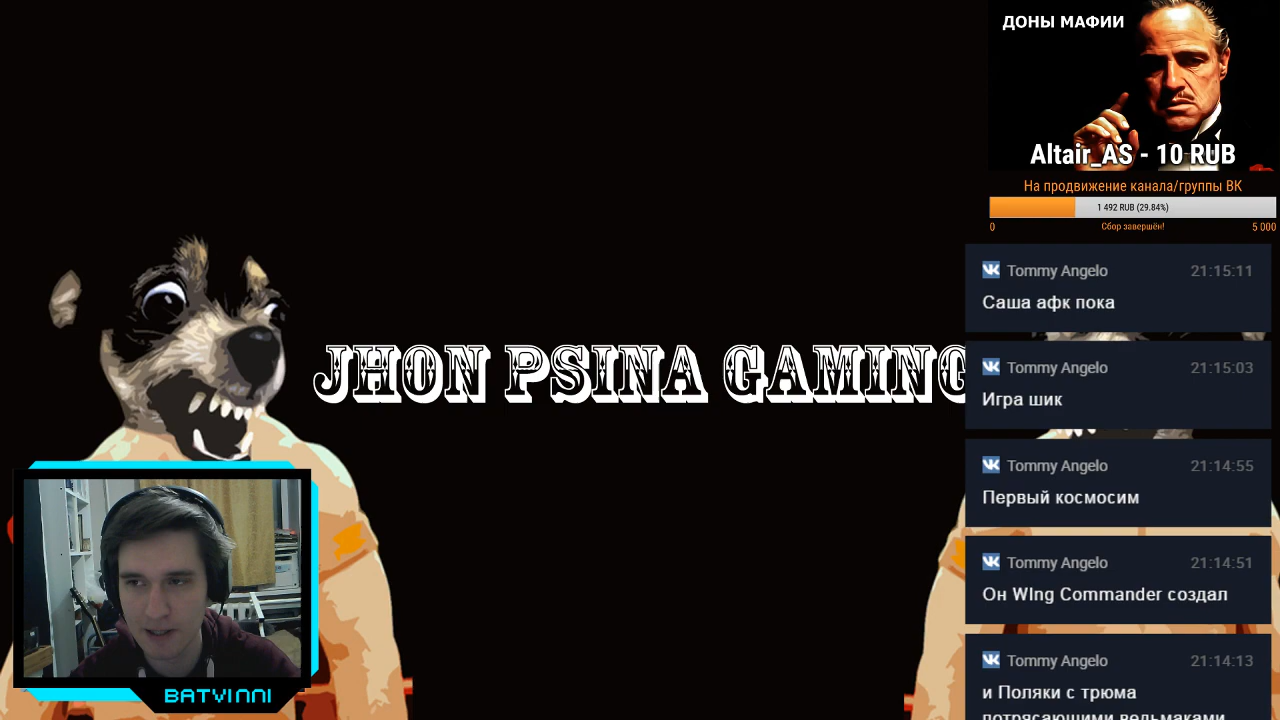 ДОНЫ МАФИИ
Altair_AS - 10 RUB
На продвижение канала/группы ВК
1 492 RUB (29.84%)
0
Сбор завершён!
5 000
Tommy Angelo
21:15:11
Саша афк пока
Tommy Angelo
21:15:03
Игра шик
Tommy Angelo
21:14:55
Первый космосим
Tommy Angelo
21:14:51
Он WIng Commander создал
Tommy Angelo
21:14:13
и Поляки с трюма
потрясающими ведьмаками
JHON PSINA GAMING
BATVINNI